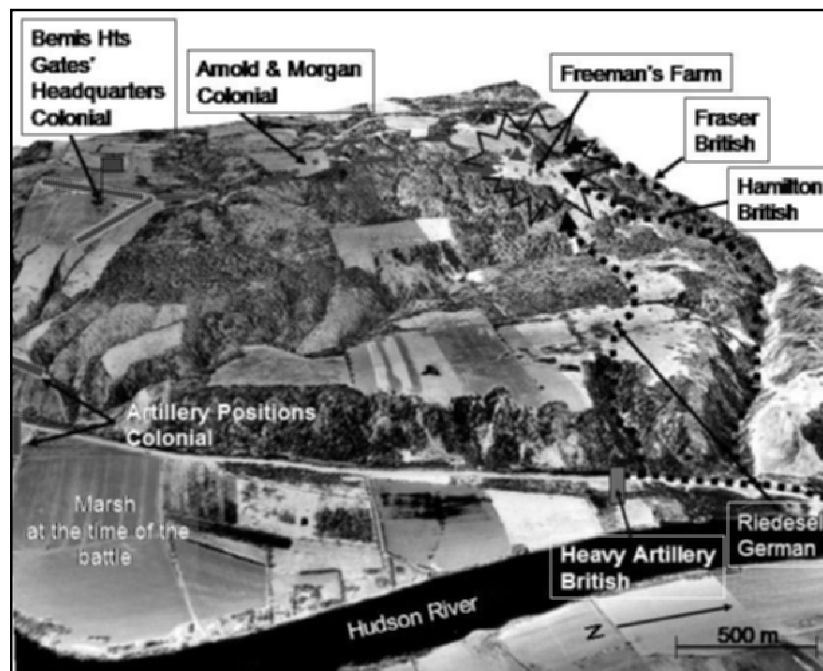 Bemis Hts
Gates'
Headquarters
Colonial
Arnold & Morgan
Colonial
Freeman's Farm
Fraser
British
Hamilton
British
Artillery Positions
Colonial
Marsh
at the time of the
battle
Riedesel
German
Heavy Artillery
British
Hudson River
N
500 m